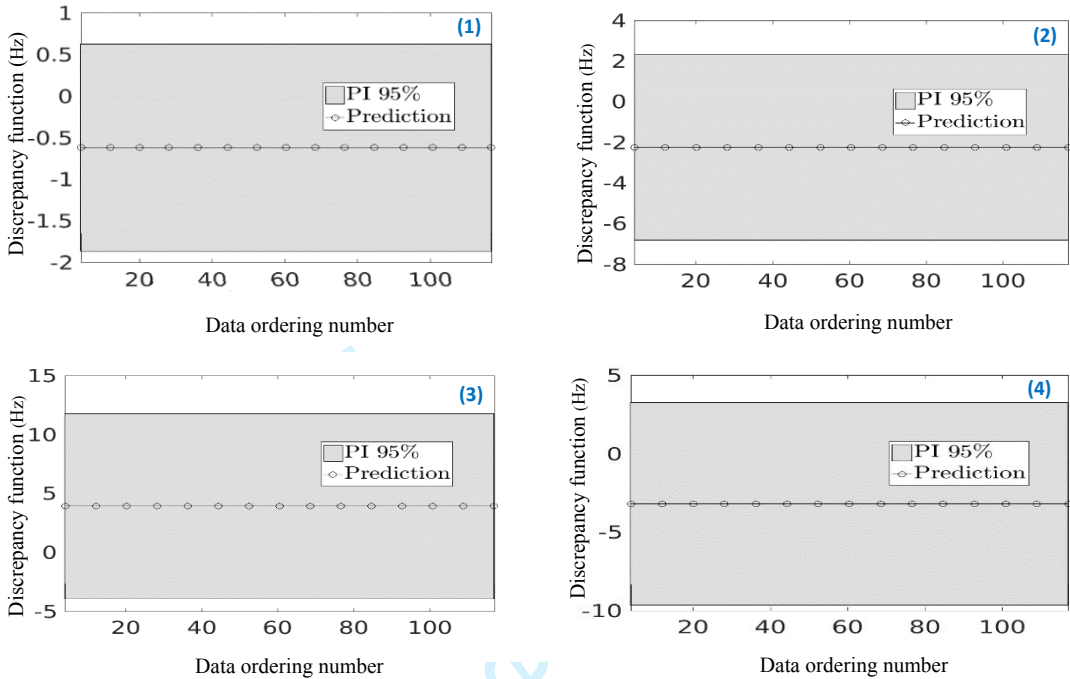 (1)
1
0.5
0
-0.5
-1
-1.5
-2
Discrepancy function (Hz)
PI 95%
Prediction
20 40 60 80 100
Data ordering number
(2)
4
2
0
-2
-4
-6
-8
Discrepancy function (Hz)
PI 95%
Prediction
20 40 60 80 100
Data ordering number
(3)
15
10
5
0
-5
Discrepancy function (Hz)
PI 95%
Prediction
20 40 60 80 100
Data ordering number
(4)
5
0
-5
-10
Discrepancy function (Hz)
PI 95%
Prediction
20 40 60 80 100
Data ordering number